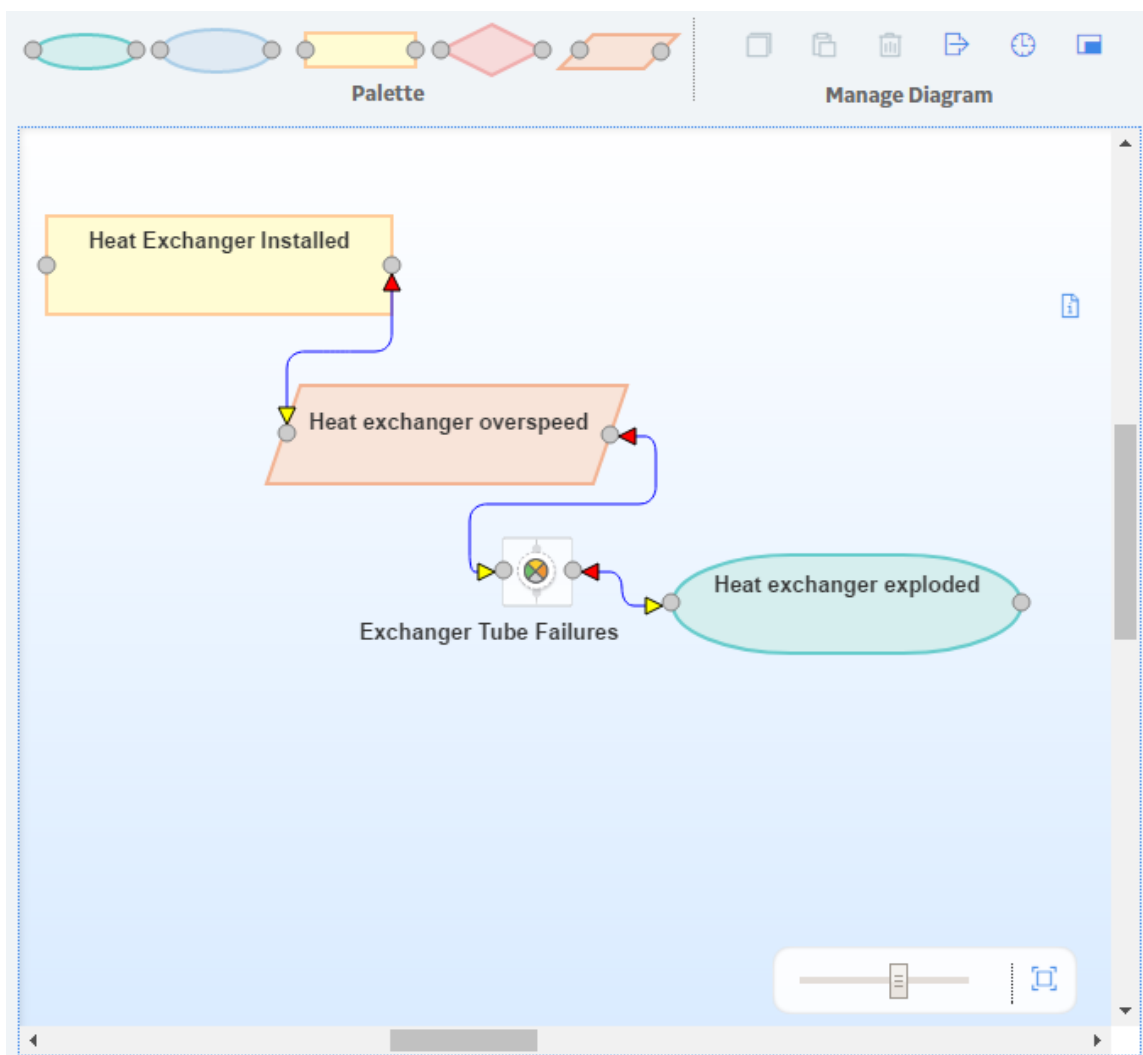 Palette
Manage Diagram
Heat Exchanger Installed
Heat exchanger overspeed
Exchanger Tube Failures
Heat exchanger exploded